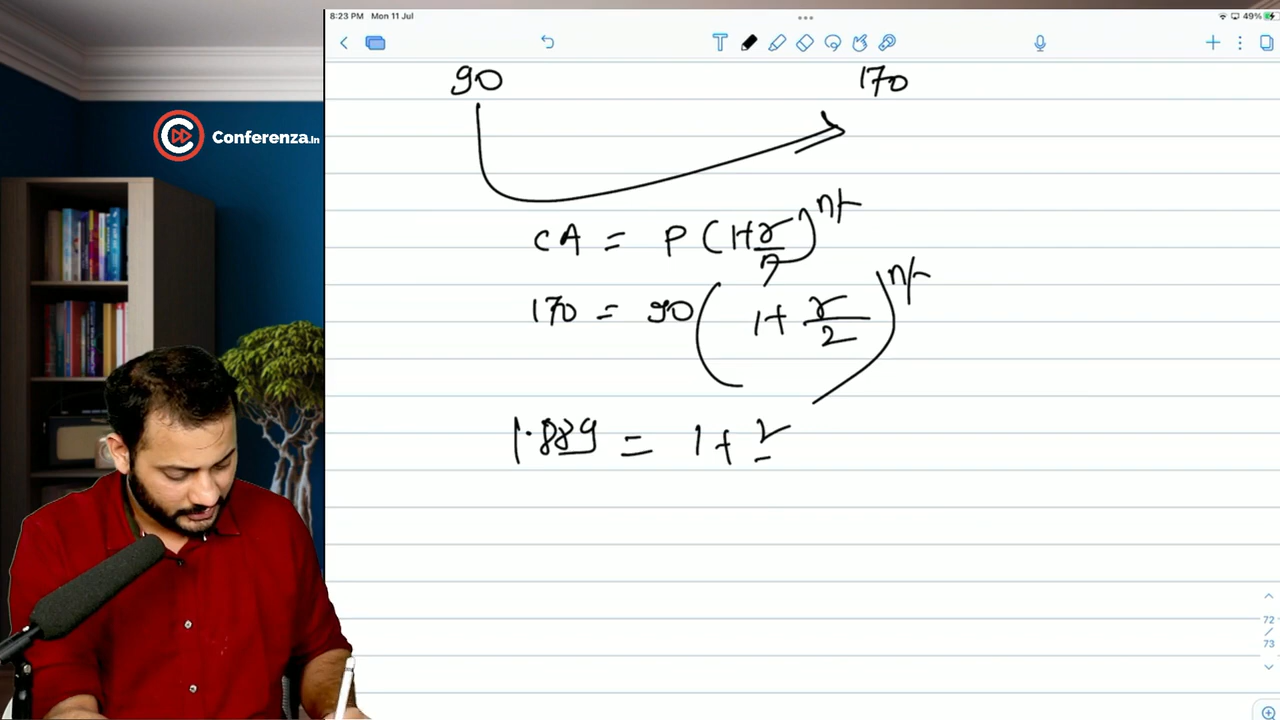 8:23 PM Mon 11 Jul
49%
Conferenza.In
90 170
CA = P(1+r/n)^nt
170 = 90(1+r/2)^nt
1.889 = 1+r
72
/
73